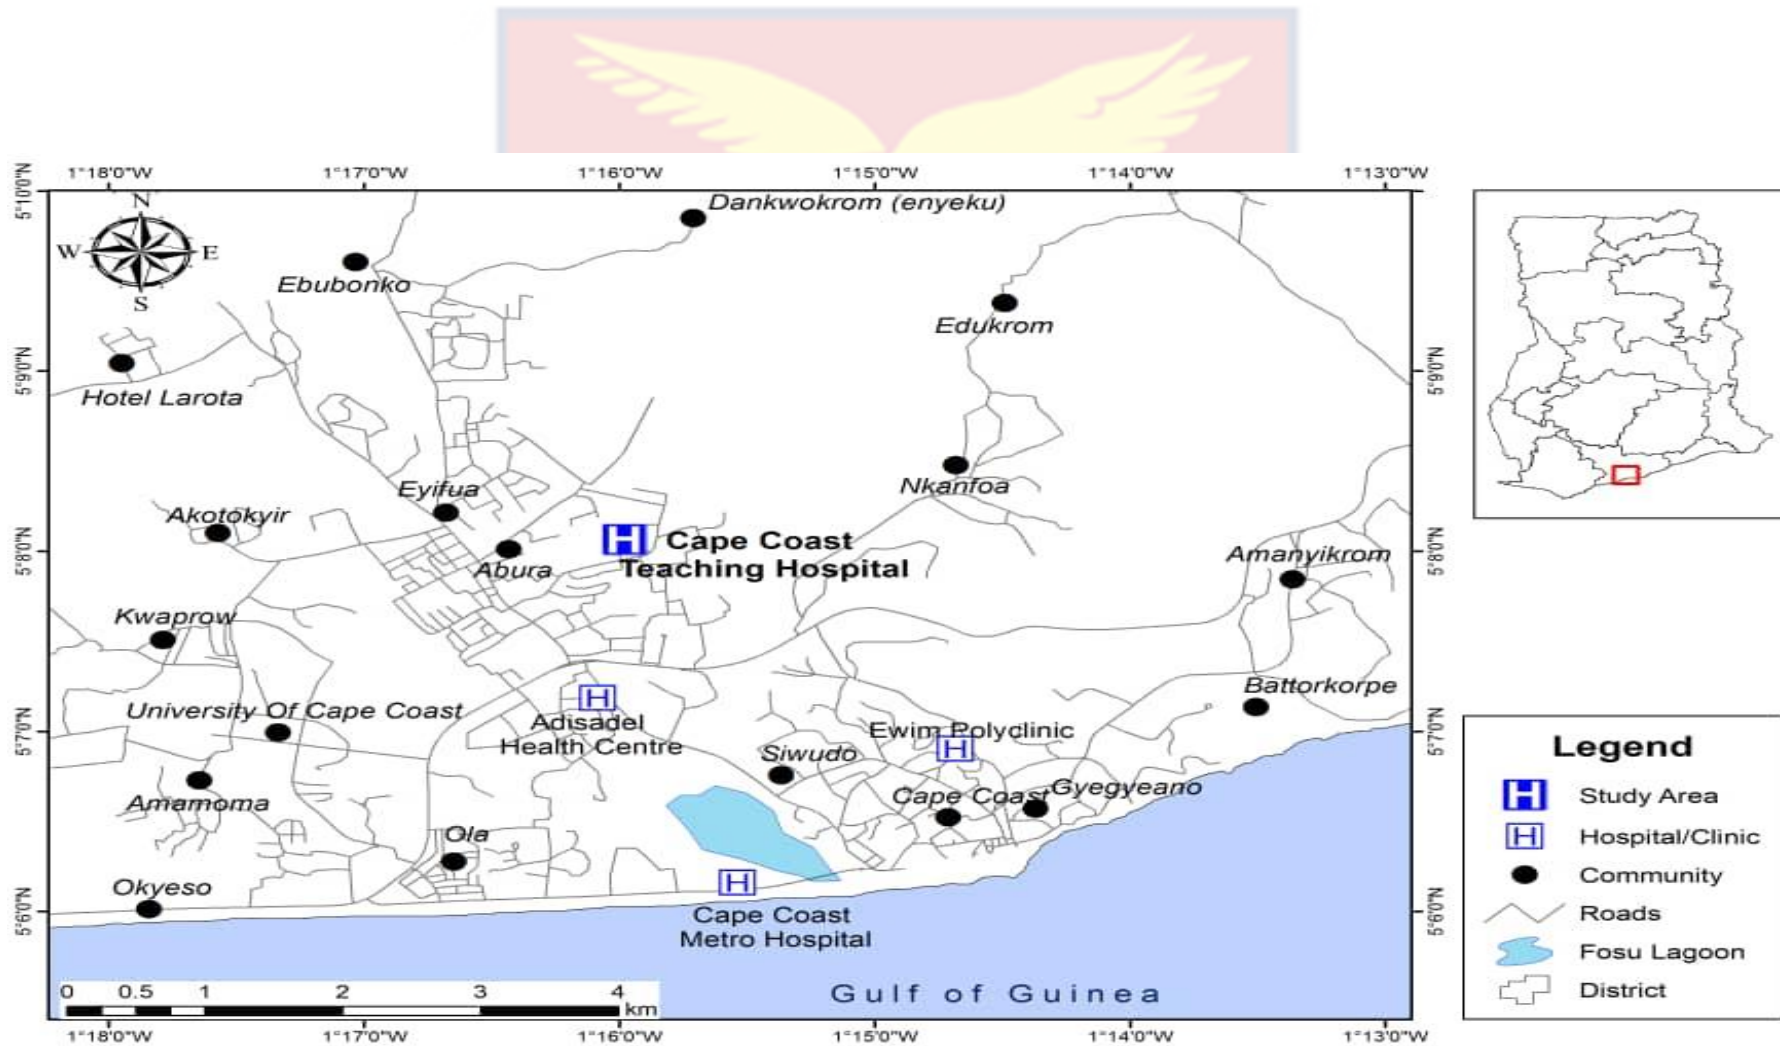 1°18'0"W
1°17'0"W
1°16'0"W
1°15'0"W
1°14'0"W
1°13'0"W
5°10'0"N
5°9'0"N
5°8'0"N
5°7'0"N
5°6'0"N
N
W
E
S
Dankwokrom (enyeku)
Ebubonko
Edukrom
Hotel Larota
Eyifua
Nkanfoa
Akotokyir
Cape Coast
Teaching Hospital
Abura
Amanyikrom
Kwaprow
Battorkorpe
University Of Cape Coast
Adisadel
Health Centre
Ewim Polyclinic
Siwudo
Amamoma
Cape Coast
Gyegyeano
Ola
Okyeso
Cape Coast
Metro Hospital
Gulf of Guinea
0 0.5 1 2 3 4
km
5°9'0"N
5°8'0"N
5°7'0"N
5°6'0"N
1°18'0"W
1°17'0"W
1°16'0"W
1°15'0"W
1°14'0"W
1°13'0"W
Legend
H Study Area
H Hospital/Clinic
Community
Roads
Fosu Lagoon
District
H
H
H
H